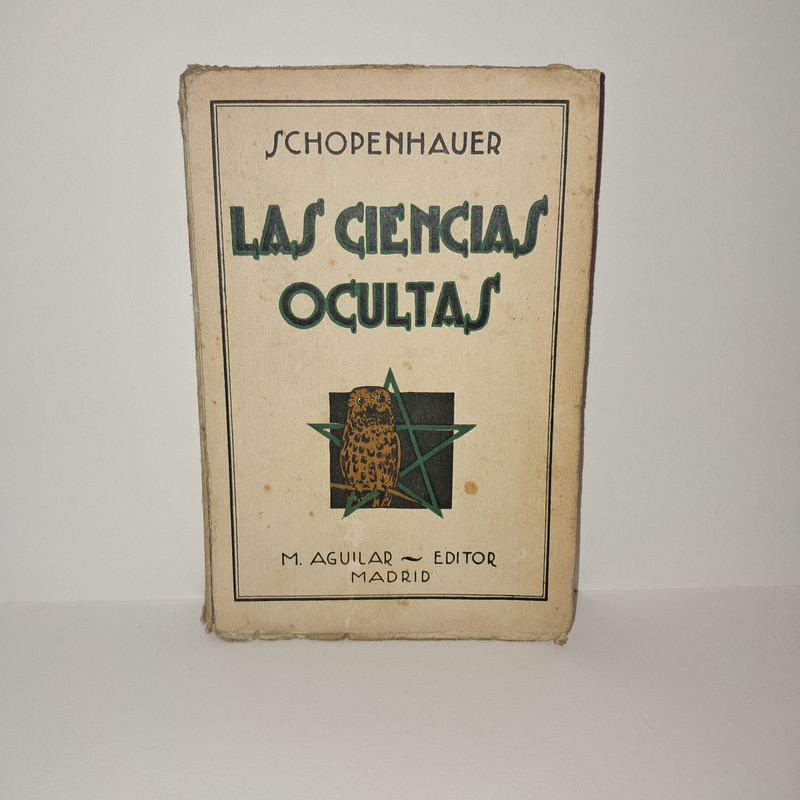 SCHOPENHAUER
LAS CIENCIAS
OCULTAS
M. AGUILAR ~ EDITOR
MADRID